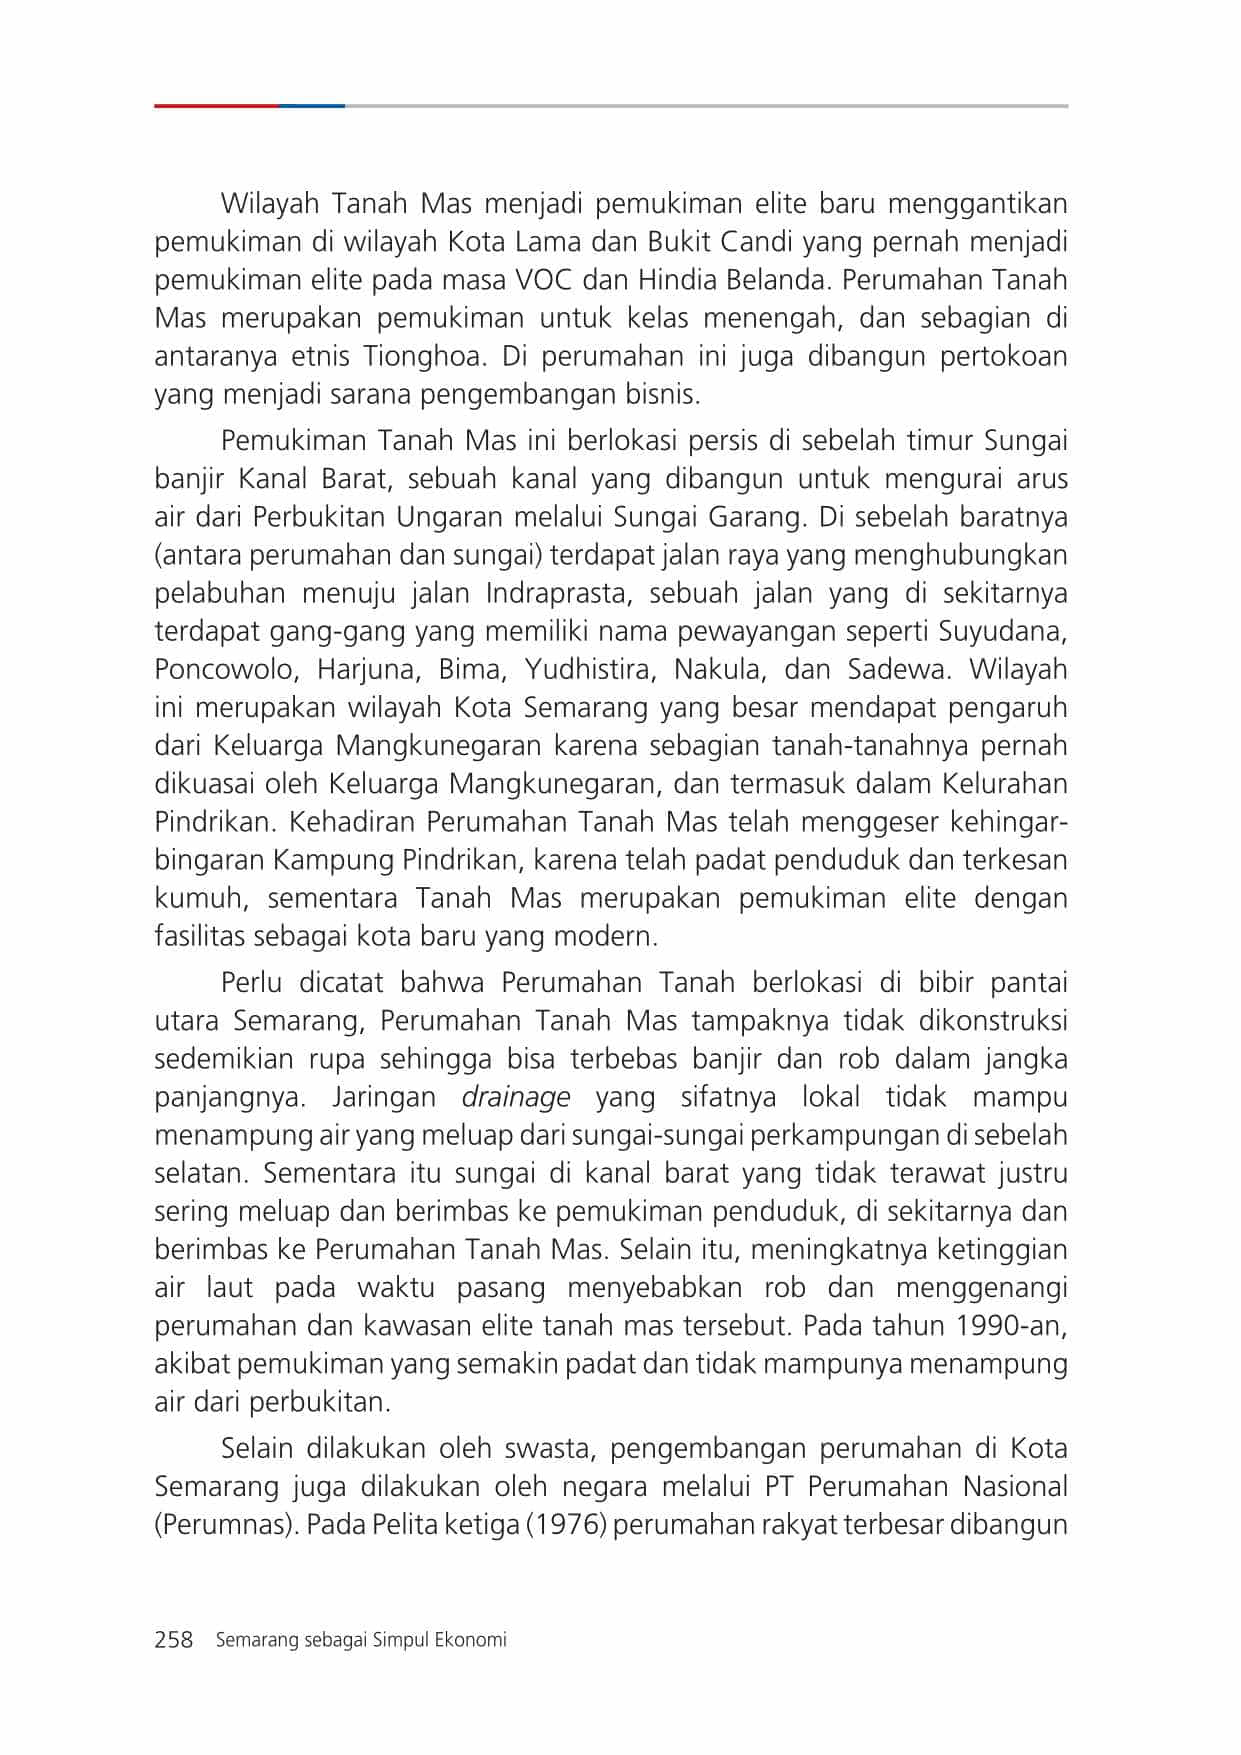 Wilayah Tanah Mas menjadi pemukiman elite baru menggantikan
pemukiman di wilayah Kota Lama dan Bukit Candi yang pernah menjadi
pemukiman elite pada masa VOC dan Hindia Belanda. Perumahan Tanah
Mas merupakan pemukiman untuk kelas menengah, dan sebagian di
antaranya etnis Tionghoa. Di perumahan ini juga dibangun pertokoan
yang menjadi sarana pengembangan bisnis.
Pemukiman Tanah Mas ini berlokasi persis di sebelah timur Sungai
banjir Kanal Barat, sebuah kanal yang dibangun untuk mengurai arus
air dari Perbukitan Ungaran melalui Sungai Garang. Di sebelah baratnya
(antara perumahan dan sungai) terdapat jalan raya yang menghubungkan
pelabuhan menuju jalan Indraprasta, sebuah jalan yang di sekitarnya
terdapat gang-gang yang memiliki nama pewayangan seperti Suyudana,
Poncowolo, Harjuna, Bima, Yudhistira, Nakula, dan Sadewa. Wilayah
ini merupakan wilayah Kota Semarang yang besar mendapat pengaruh
dari Keluarga Mangkunegaran karena sebagian tanah-tanahnya pernah
dikuasai oleh Keluarga Mangkunegaran, dan termasuk dalam Kelurahan
Pindrikan. Kehadiran Perumahan Tanah Mas telah menggeser kehingar-
bingaran Kampung Pindrikan, karena telah padat penduduk dan terkesan
kumuh, sementara Tanah Mas merupakan pemukiman elite dengan
fasilitas sebagai kota baru yang modern.
Perlu dicatat bahwa Perumahan Tanah berlokasi di bibir pantai
utara Semarang, Perumahan Tanah Mas tampaknya tidak dikonstruksi
sedemikian rupa sehingga bisa terbebas banjir dan rob dalam jangka
panjangnya. Jaringan drainage yang sifatnya lokal tidak mampu
menampung air yang meluap dari sungai-sungai perkampungan di sebelah
selatan. Sementara itu sungai di kanal barat yang tidak terawat justru
sering meluap dan berimbas ke pemukiman penduduk, di sekitarnya dan
berimbas ke Perumahan Tanah Mas. Selain itu, meningkatnya ketinggian
air laut pada waktu pasang menyebabkan rob dan menggenangi
perumahan dan kawasan elite tanah mas tersebut. Pada tahun 1990-an,
akibat pemukiman yang semakin padat dan tidak mampunya menampung
air dari perbukitan.
Selain dilakukan oleh swasta, pengembangan perumahan di Kota
Semarang juga dilakukan oleh negara melalui PT Perumahan Nasional
(Perumnas). Pada Pelita ketiga (1976) perumahan rakyat terbesar dibangun
258 Semarang sebagai Simpul Ekonomi